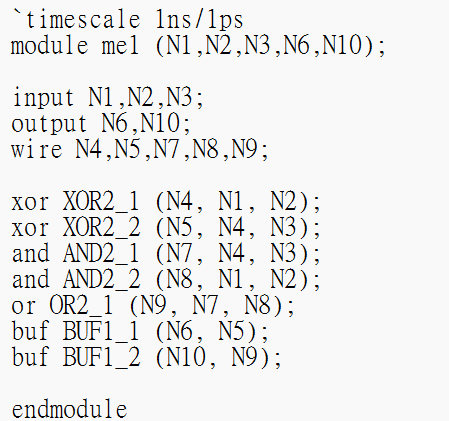 `timescale 1ns/1ps
module me1 (N1,N2,N3,N6,N10);
input N1,N2,N3;
output N6,N10;
wire N4,N5,N7,N8,N9;
xor XOR2_1 (N4, N1, N2);
xor XOR2_2 (N5, N4, N3);
and AND2_1 (N7, N4, N3);
and AND2_2 (N8, N1, N2);
or OR2_1 (N9, N7, N8);
buf BUF1_1 (N6, N5);
buf BUF1_2 (N10, N9);
endmodule